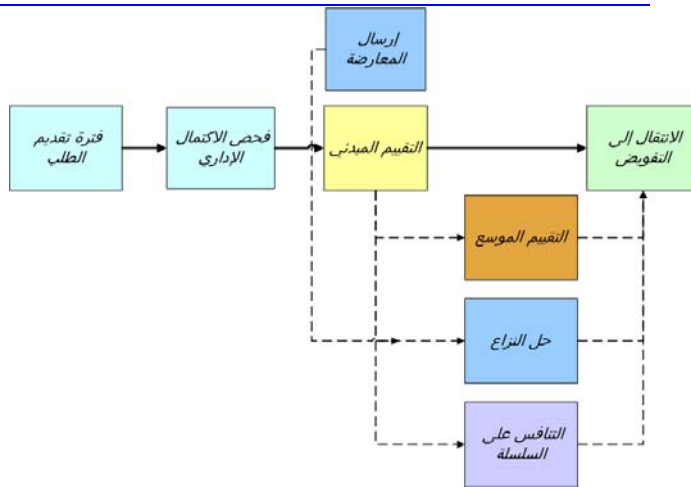 إرسال
المعارضة
فترة تقديم
الطلب
فحص الاكتمال
الإداري
التقييم المبدئي
الانتقال إلى
التفويض
التقييم الموسع
حل النزاع
التنافس على
السلسلة